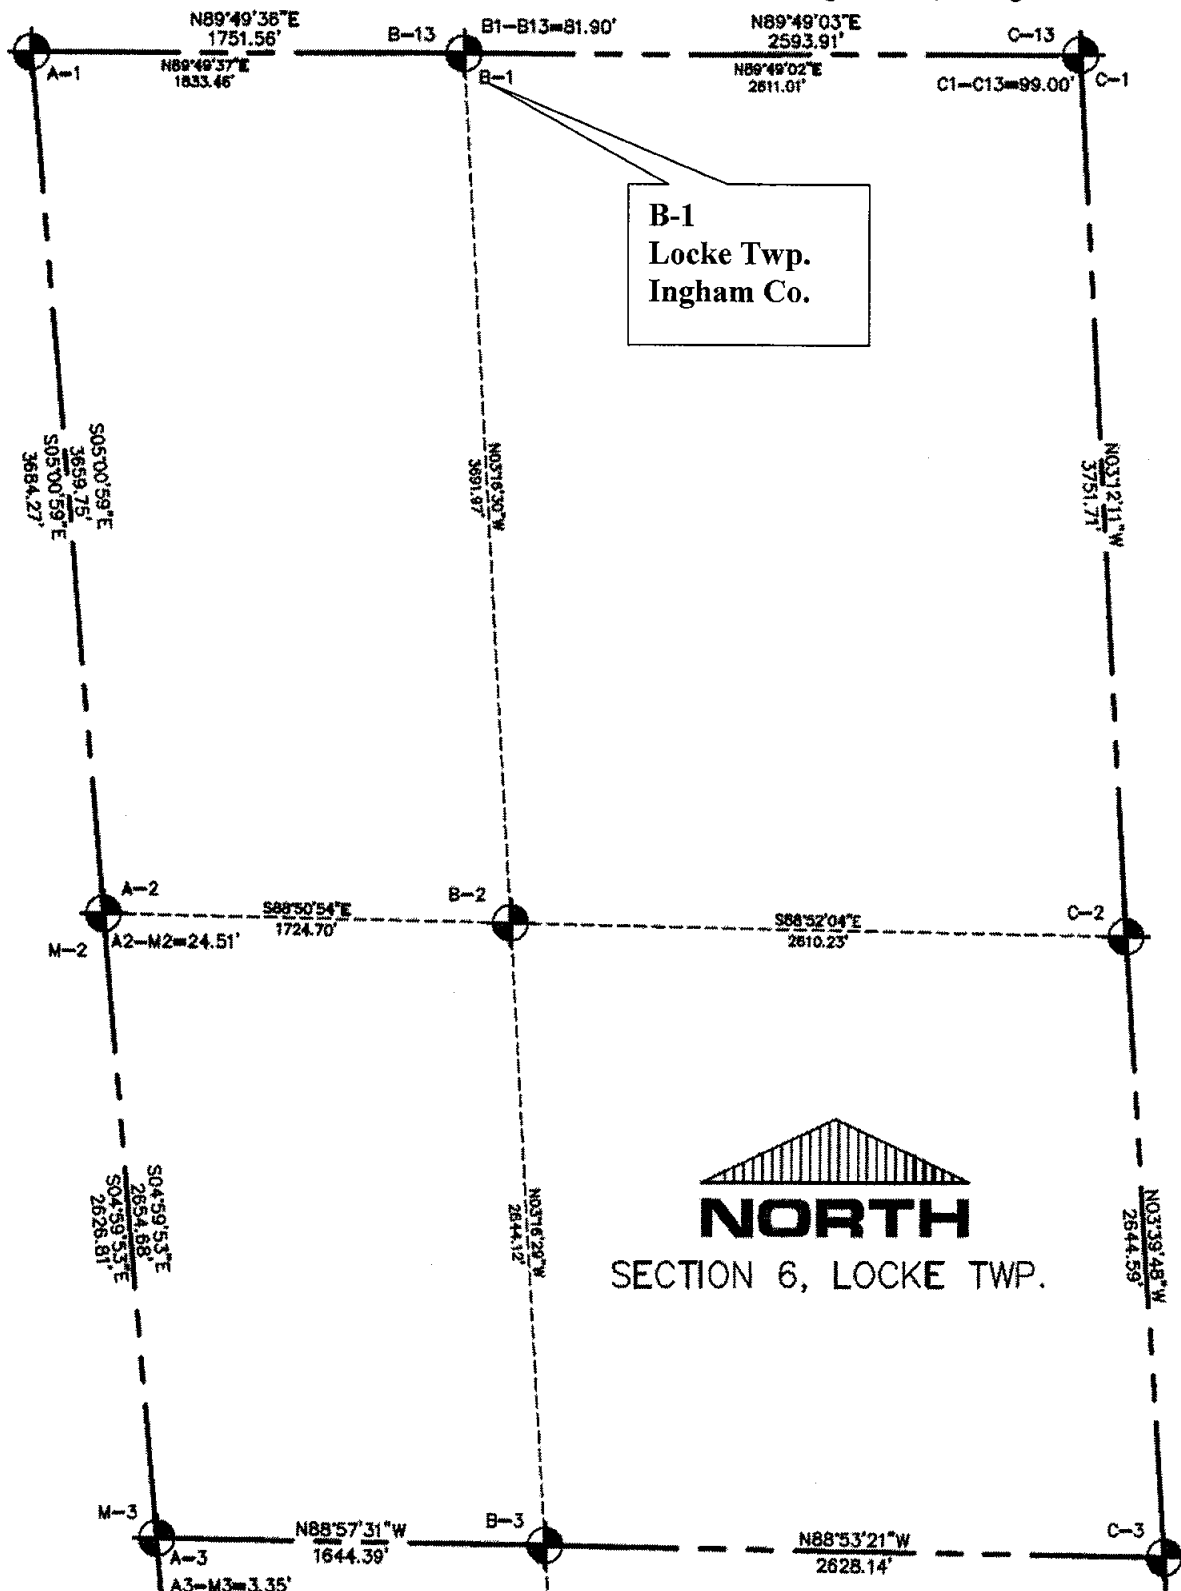 N89°49'38"E
1751.56'
B-13
B1-B13=81.90'
N89°49'03"E
2593.91'
C-13
A-1
N89°49'37"E
1833.46'
B-1
N89°49'02"E
2611.01'
C1-C13=99.00'
C-1
B-1
Locke Twp.
Ingham Co.
S05°00'59"E
3659.75'
S05°00'59"E
3684.27'
N03°16'30"W
3691.97'
N03°12'11"W
3751.71'
A-2
B-2
C-2
M-2
A2-M2=24.51'
S88°50'54"E
1724.70'
S88°52'04"E
2610.23'
S04°59'53"E
2654.68'
S04°59'53"E
2626.81'
N03°16'29"W
2644.12'
N03°39'48"W
2644.59'
NORTH
SECTION 6, LOCKE TWP.
M-3
A-3
A3-M3=3.35'
N88°57'31"W
1644.39'
B-3
N88°53'21"W
2628.14'
C-3